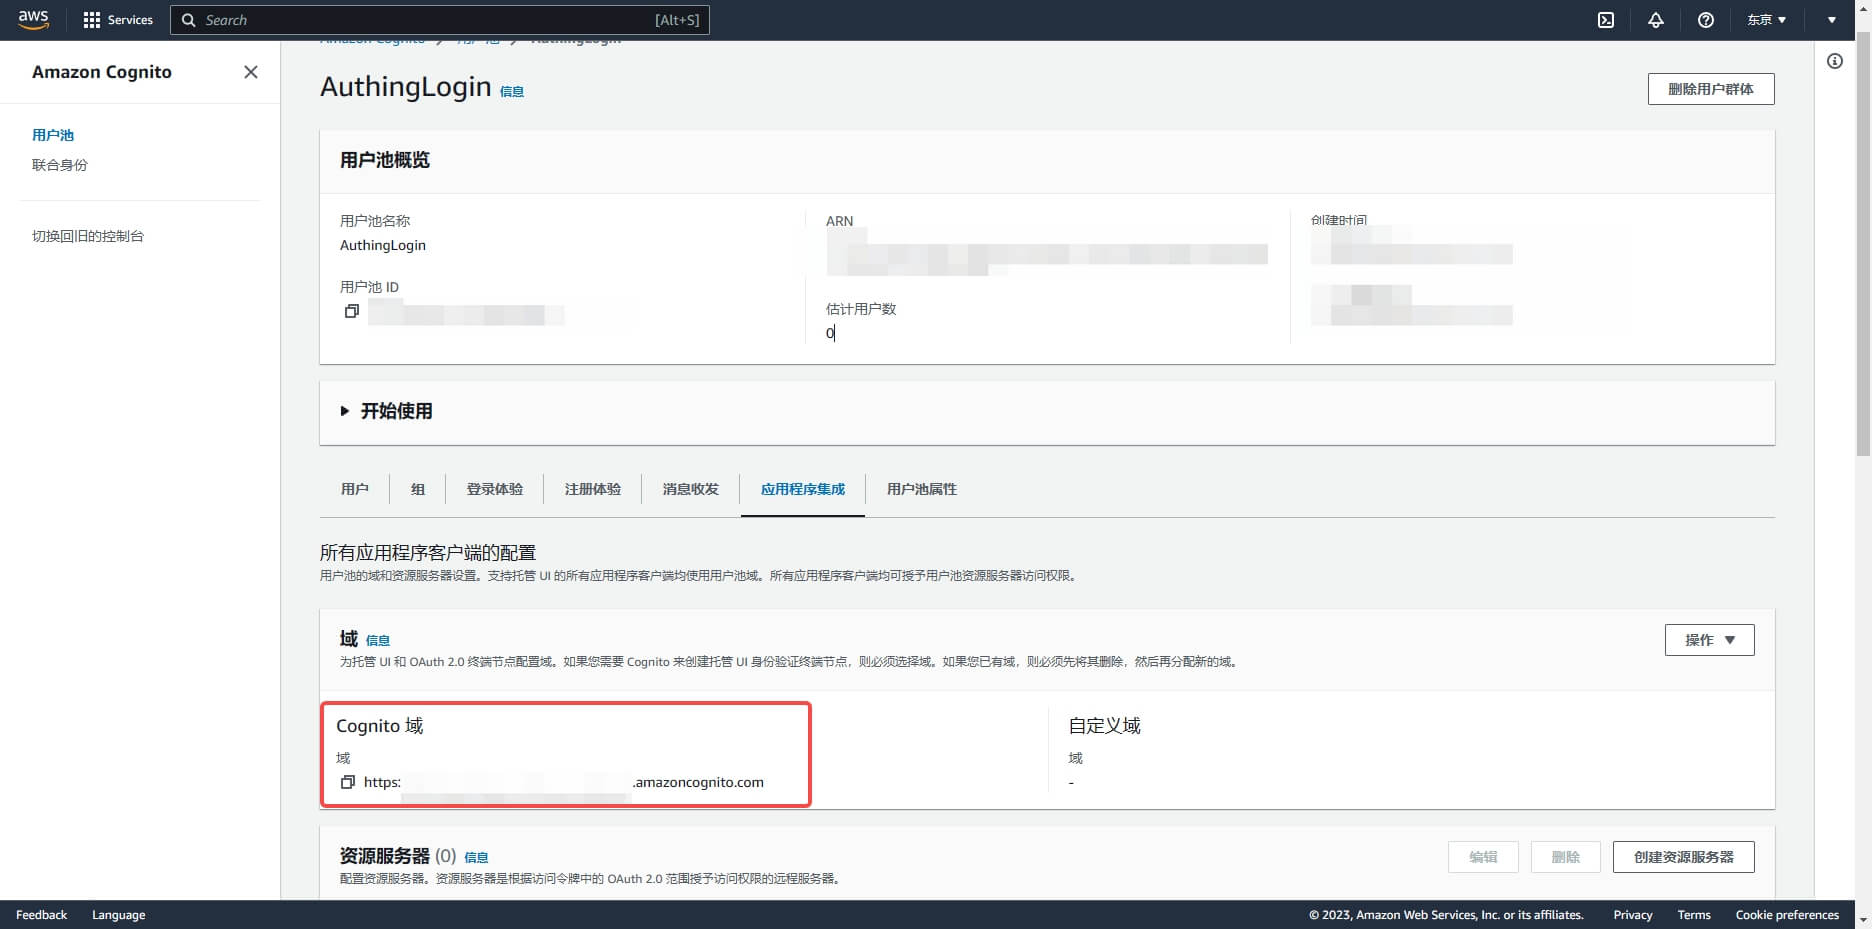 aws Services Search [Alt+S] 东京
Amazon Cognito 用户池 AuthingLogin
Amazon Cognito
用户池
联合身份
切换回旧的控制台
AuthingLogin 信息
删除用户群体
用户池概览
用户池名称
AuthingLogin
用户池 ID
ARN
估计用户数
0
创建时间
开始使用
用户 组 登录体验 注册体验 消息收发 应用程序集成 用户池属性
所有应用程序客户端的配置
用户池的域和资源服务器设置。支持托管 UI 的所有应用程序客户端均使用用户池域。所有应用程序客户端均可授予用户池资源服务器访问权限。
域 信息
操作
为托管 UI 和 OAuth 2.0 终端节点配置域。如果您需要 Cognito 来创建托管 UI 身份验证终端节点，则必须选择域。如果您已有域，则必须先将其删除，然后再分配新的域。
Cognito 域
域
https: .amazoncognito.com
自定义域
域
-
资源服务器 (0) 信息
编辑 删除 创建资源服务器
配置资源服务器。资源服务器是根据访问令牌中的 OAuth 2.0 范围授予访问权限的远程服务器。
Feedback Language © 2023, Amazon Web Services, Inc. or its affiliates. Privacy Terms Cookie preferences